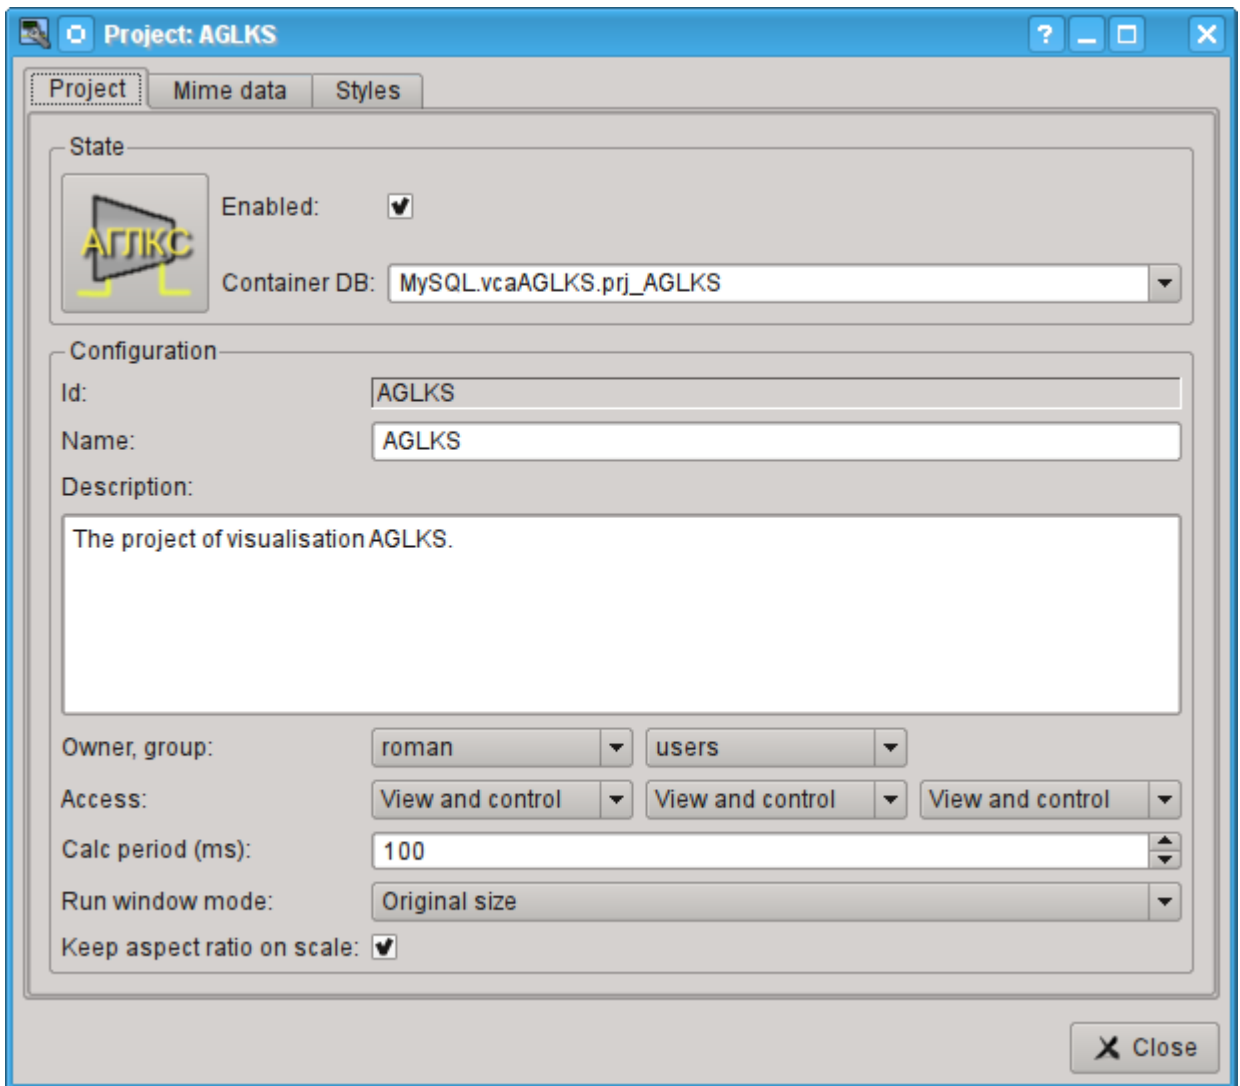 Project: AGLKS
Project Mime data Styles
State
АГЛКС
Enabled:
Container DB: MySQL.vcaAGLKS.prj_AGLKS
Configuration
Id: AGLKS
Name: AGLKS
Description:
The project of visualisation AGLKS.
Owner, group: roman users
Access: View and control View and control View and control
Calc period (ms): 100
Run window mode: Original size
Keep aspect ratio on scale:
Close